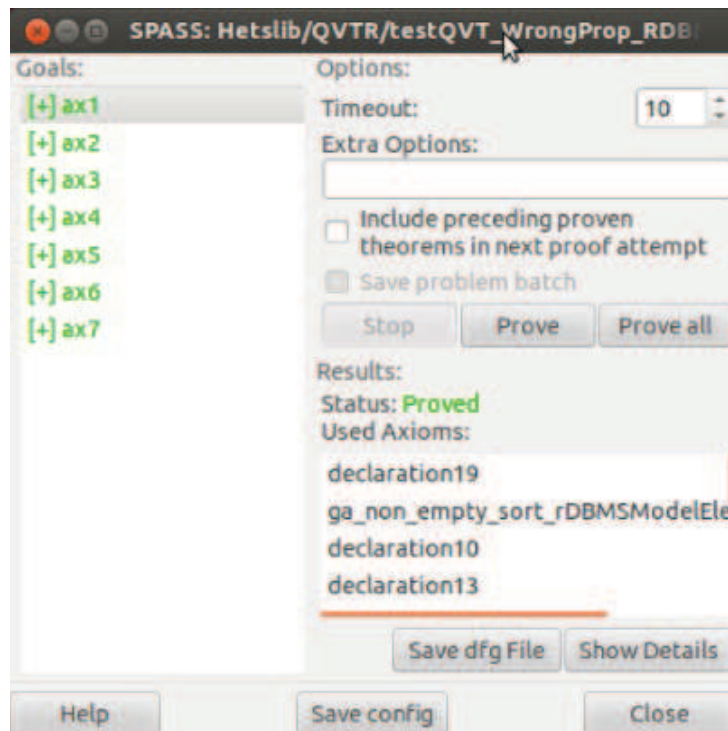 SPASS: Hetslib/QVTR/testQVT_WrongProp_RDB
Goals:
[+] ax1
[+] ax2
[+] ax3
[+] ax4
[+] ax5
[+] ax6
[+] ax7
Options:
Timeout:
10
Extra Options:
Include preceding proven
theorems in next proof attempt
Save problem batch
Stop
Prove
Prove all
Results:
Status: Proved
Used Axioms:
declaration19
ga_non_empty_sort_rDBMSModelEle
declaration10
declaration13
Save dfg File
Show Details
Help
Save config
Close